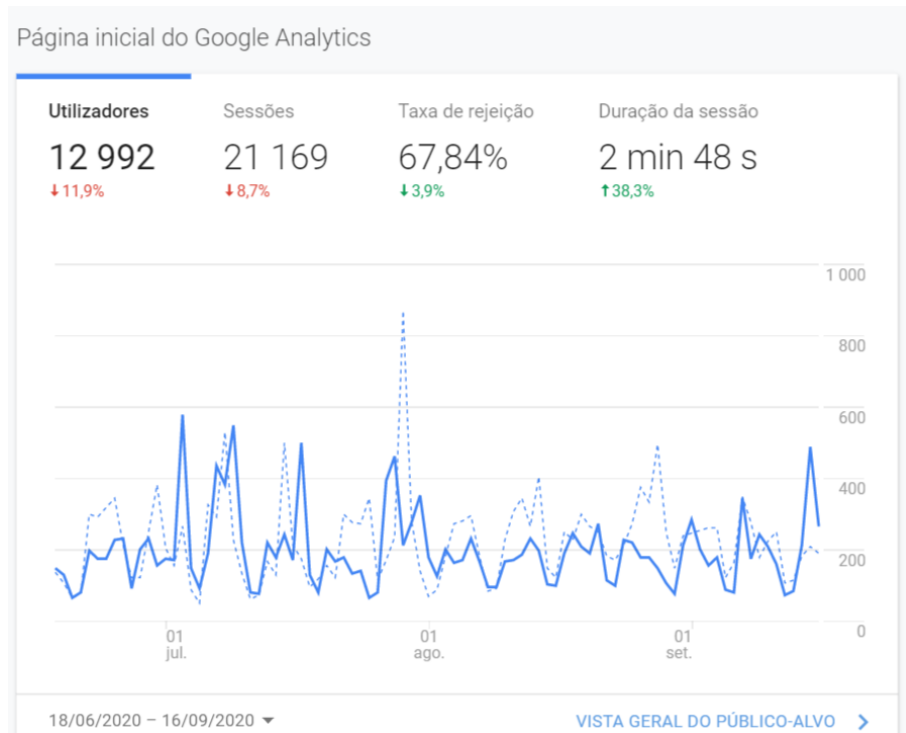 Página inicial do Google Analytics
Utilizadores Sessões Taxa de rejeição Duração da sessão
12 992 21 169 67,84% 2 min 48 s
↓11,9% ↓8,7% ↓3,9% ↑38,3%
1 000
800
600
400
200
0
01 01 01
jul. ago. set.
18/06/2020 – 16/09/2020 VISTA GERAL DO PÚBLICO-ALVO